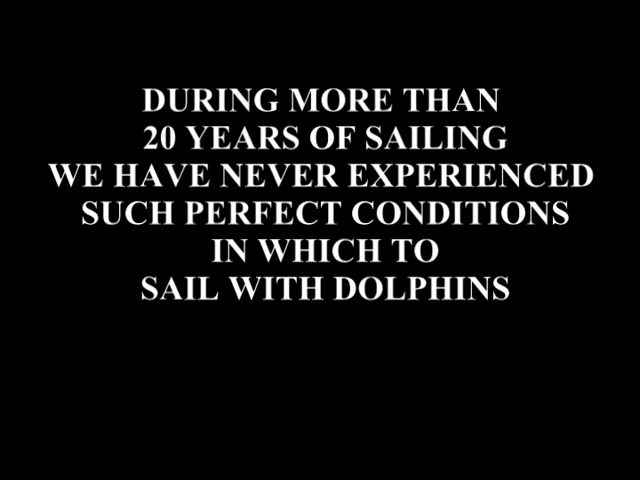 DURING MORE THAN
20 YEARS OF SAILING
WE HAVE NEVER EXPERIENCED
SUCH PERFECT CONDITIONS
IN WHICH TO
SAIL WITH DOLPHINS